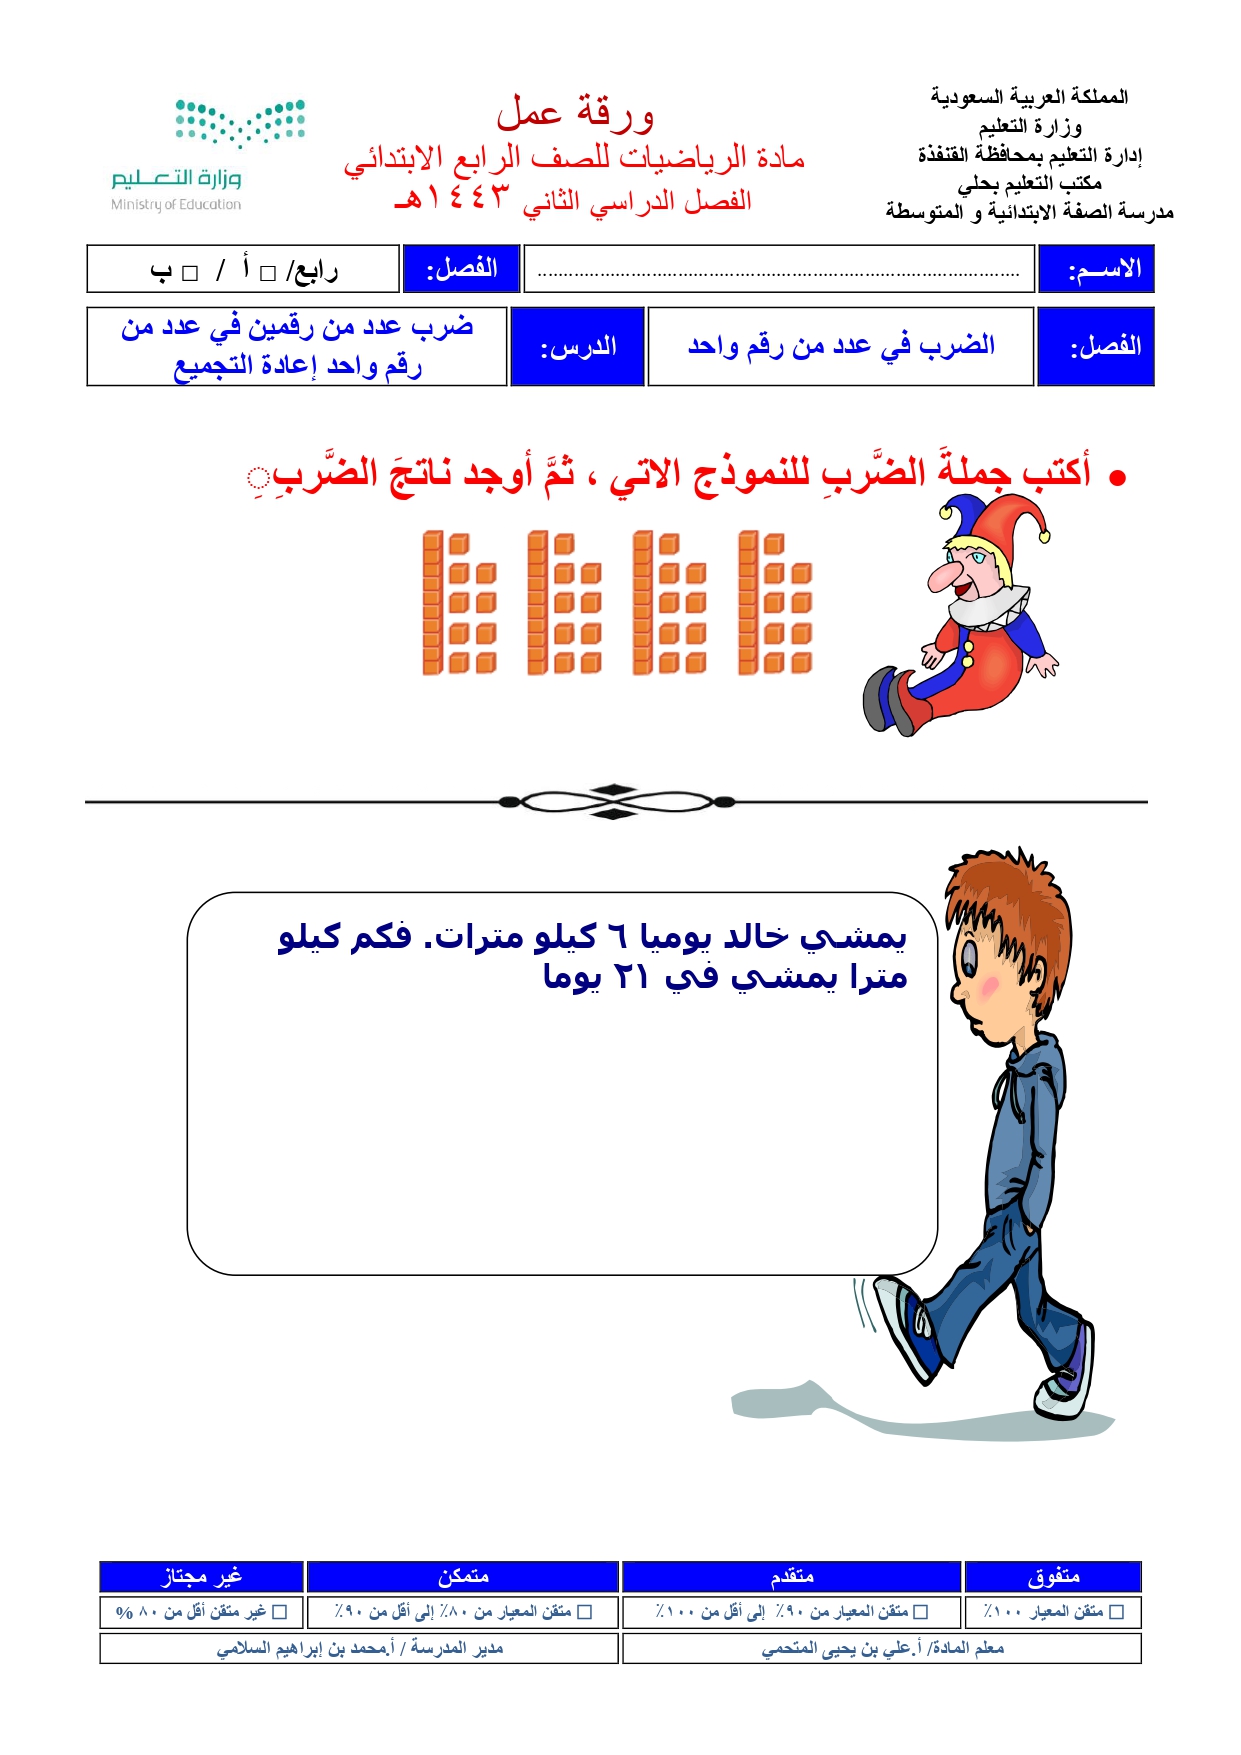 المملكة العربية السعودية
وزارة التعليم
إدارة التعليم بمحافظة القنفذة
مكتب التعليم بحلي
مدرسة الصفة الابتدائية و المتوسطة
ورقة عمل
مادة الرياضيات للصف الرابع الابتدائي
الفصل الدراسي الثاني ١٤٤٣هـ
وزارة التعـــليم
Ministry of Education
الاســم: ............................................................................................. الفصل: رابع/ □ أ / □ ب
الفصل: الضرب في عدد من رقم واحد الدرس: ضرب عدد من رقمين في عدد من
رقم واحد إعادة التجميع
• أكتب جملةَ الضَّربِ للنموذج الاتي ، ثمَّ أوجد ناتجَ الضَّربِِ
يمشي خالد يوميا ٦ كيلو مترات. فكم كيلو
مترا يمشي في ٢١ يوما
متفوق متقدم متمكن غير مجتاز
□ متقن المعيار ١٠٠٪ □ متقن المعيار من ٩٠٪ إلى أقل من ١٠٠٪ □ متقن المعيار من ٨٠٪ إلى أقل من ٩٠٪ □ غير متقن أقل من ٨٠ %
معلم المادة/ أ.علي بن يحيى المتحمي مدير المدرسة / أ.محمد بن إبراهيم السلامي